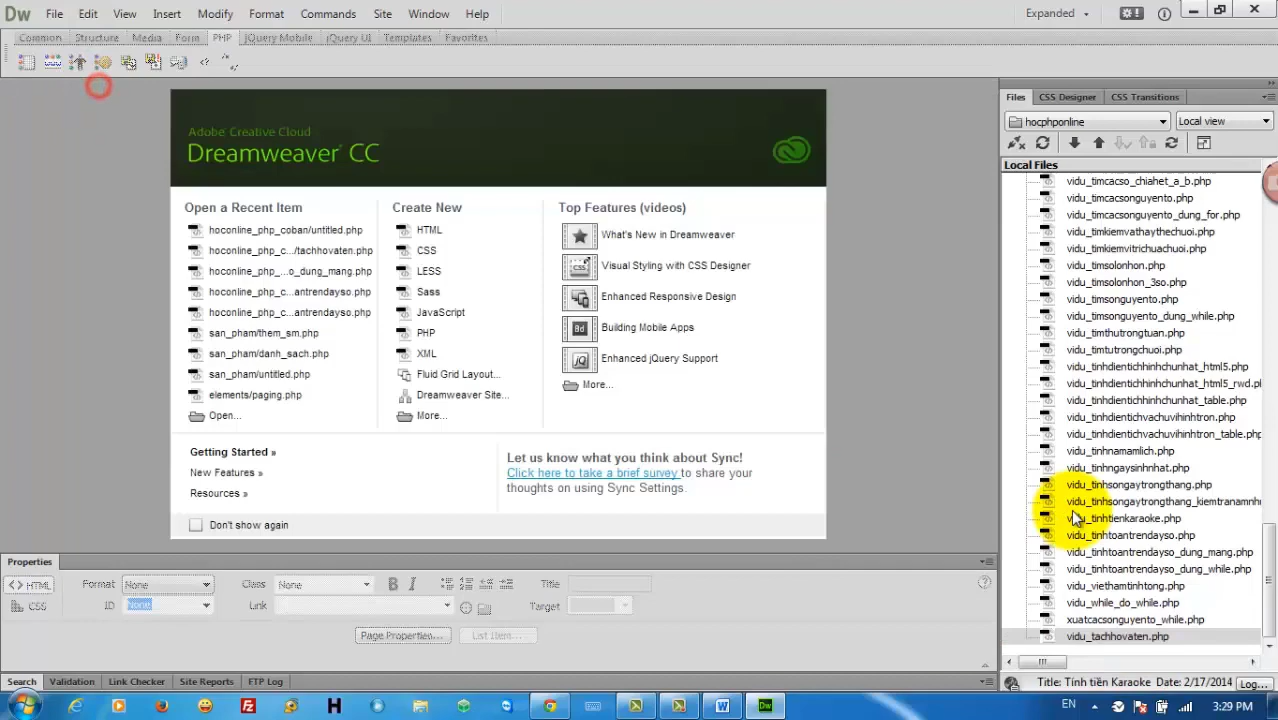 Dw File Edit View Insert Modify Format Commands Site Window Help Expanded
Common Structure Media Form PHP jQuery Mobile jQuery UI Templates Favorites
Adobe Creative Cloud
Dreamweaver CC
Open a Recent Item
hoconline_php_coban/untitled.php
hoconline_php_c.../tachhovaten.php
hoconline_php_...o_dung_mang.php
hoconline_php_c...antrendayso.php
hoconline_php_c...antrendayso.php
san_pham/them_sm.php
san_pham/danh_sach.php
san_pham/untitled.php
elements/paging.php
Open...
Create New
HTML
CSS
LESS
Sass
JavaScript
PHP
XML
Fluid Grid Layout...
Dreamweaver Site...
More...
Top Features (videos)
What's New in Dreamweaver
Visual Styling with CSS Designer
Enhanced Responsive Design
Building Mobile Apps
Enhanced jQuery Support
More...
Getting Started »
New Features »
Resources »
Let us know what you think about Sync!
Click here to take a brief survey to share your
thoughts on using Sync Settings.
Don't show again
Files CSS Designer CSS Transitions
hocphponline Local view
Local Files
vidu_timcacso_chiahet_a_b.php
vidu_timcacsonguyento.php
vidu_timcacsonguyento_dung_for.php
vidu_timkiemvathaythechuoi.php
vidu_timkiemvitrichuachuoi.php
vidu_timsolonhon.php
vidu_timsolonhon_3so.php
vidu_timsonguyento.php
vidu_timsonguyento_dung_while.php
vidu_timthutrongtuan.php
vidu_timtutrongchuoi.php
vidu_tinhdientichhinhchunhat_html5.php
vidu_tinhdientichhinhchunhat_html5_rwd.p
vidu_tinhdientichhinhchunhat_table.php
vidu_tinhdientichvachuvihinhtron.php
vidu_tinhdientichvachuvihinhtron_table.php
vidu_tinhnamamlich.php
vidu_tinhngaysinhnhat.php
vidu_tinhsongaytrongthang.php
vidu_tinhsongaytrongthang_kiemtranamnh
vidu_tinhtienkaraoke.php
vidu_tinhtoantrendayso.php
vidu_tinhtoantrendayso_dung_mang.php
vidu_tinhtoantrendayso_dung_while.php
vidu_viethamtinhtong.php
vidu_while_do_while.php
xuatcacsonguyento_while.php
vidu_tachhovaten.php
Title: Tính tiền Karaoke Date: 2/17/2014 Log...
Properties
<> HTML Format None Class None B I Title
CSS ID None Link Target
Page Properties... List Item...
Search Validation Link Checker Site Reports FTP Log
EN 3:29 PM